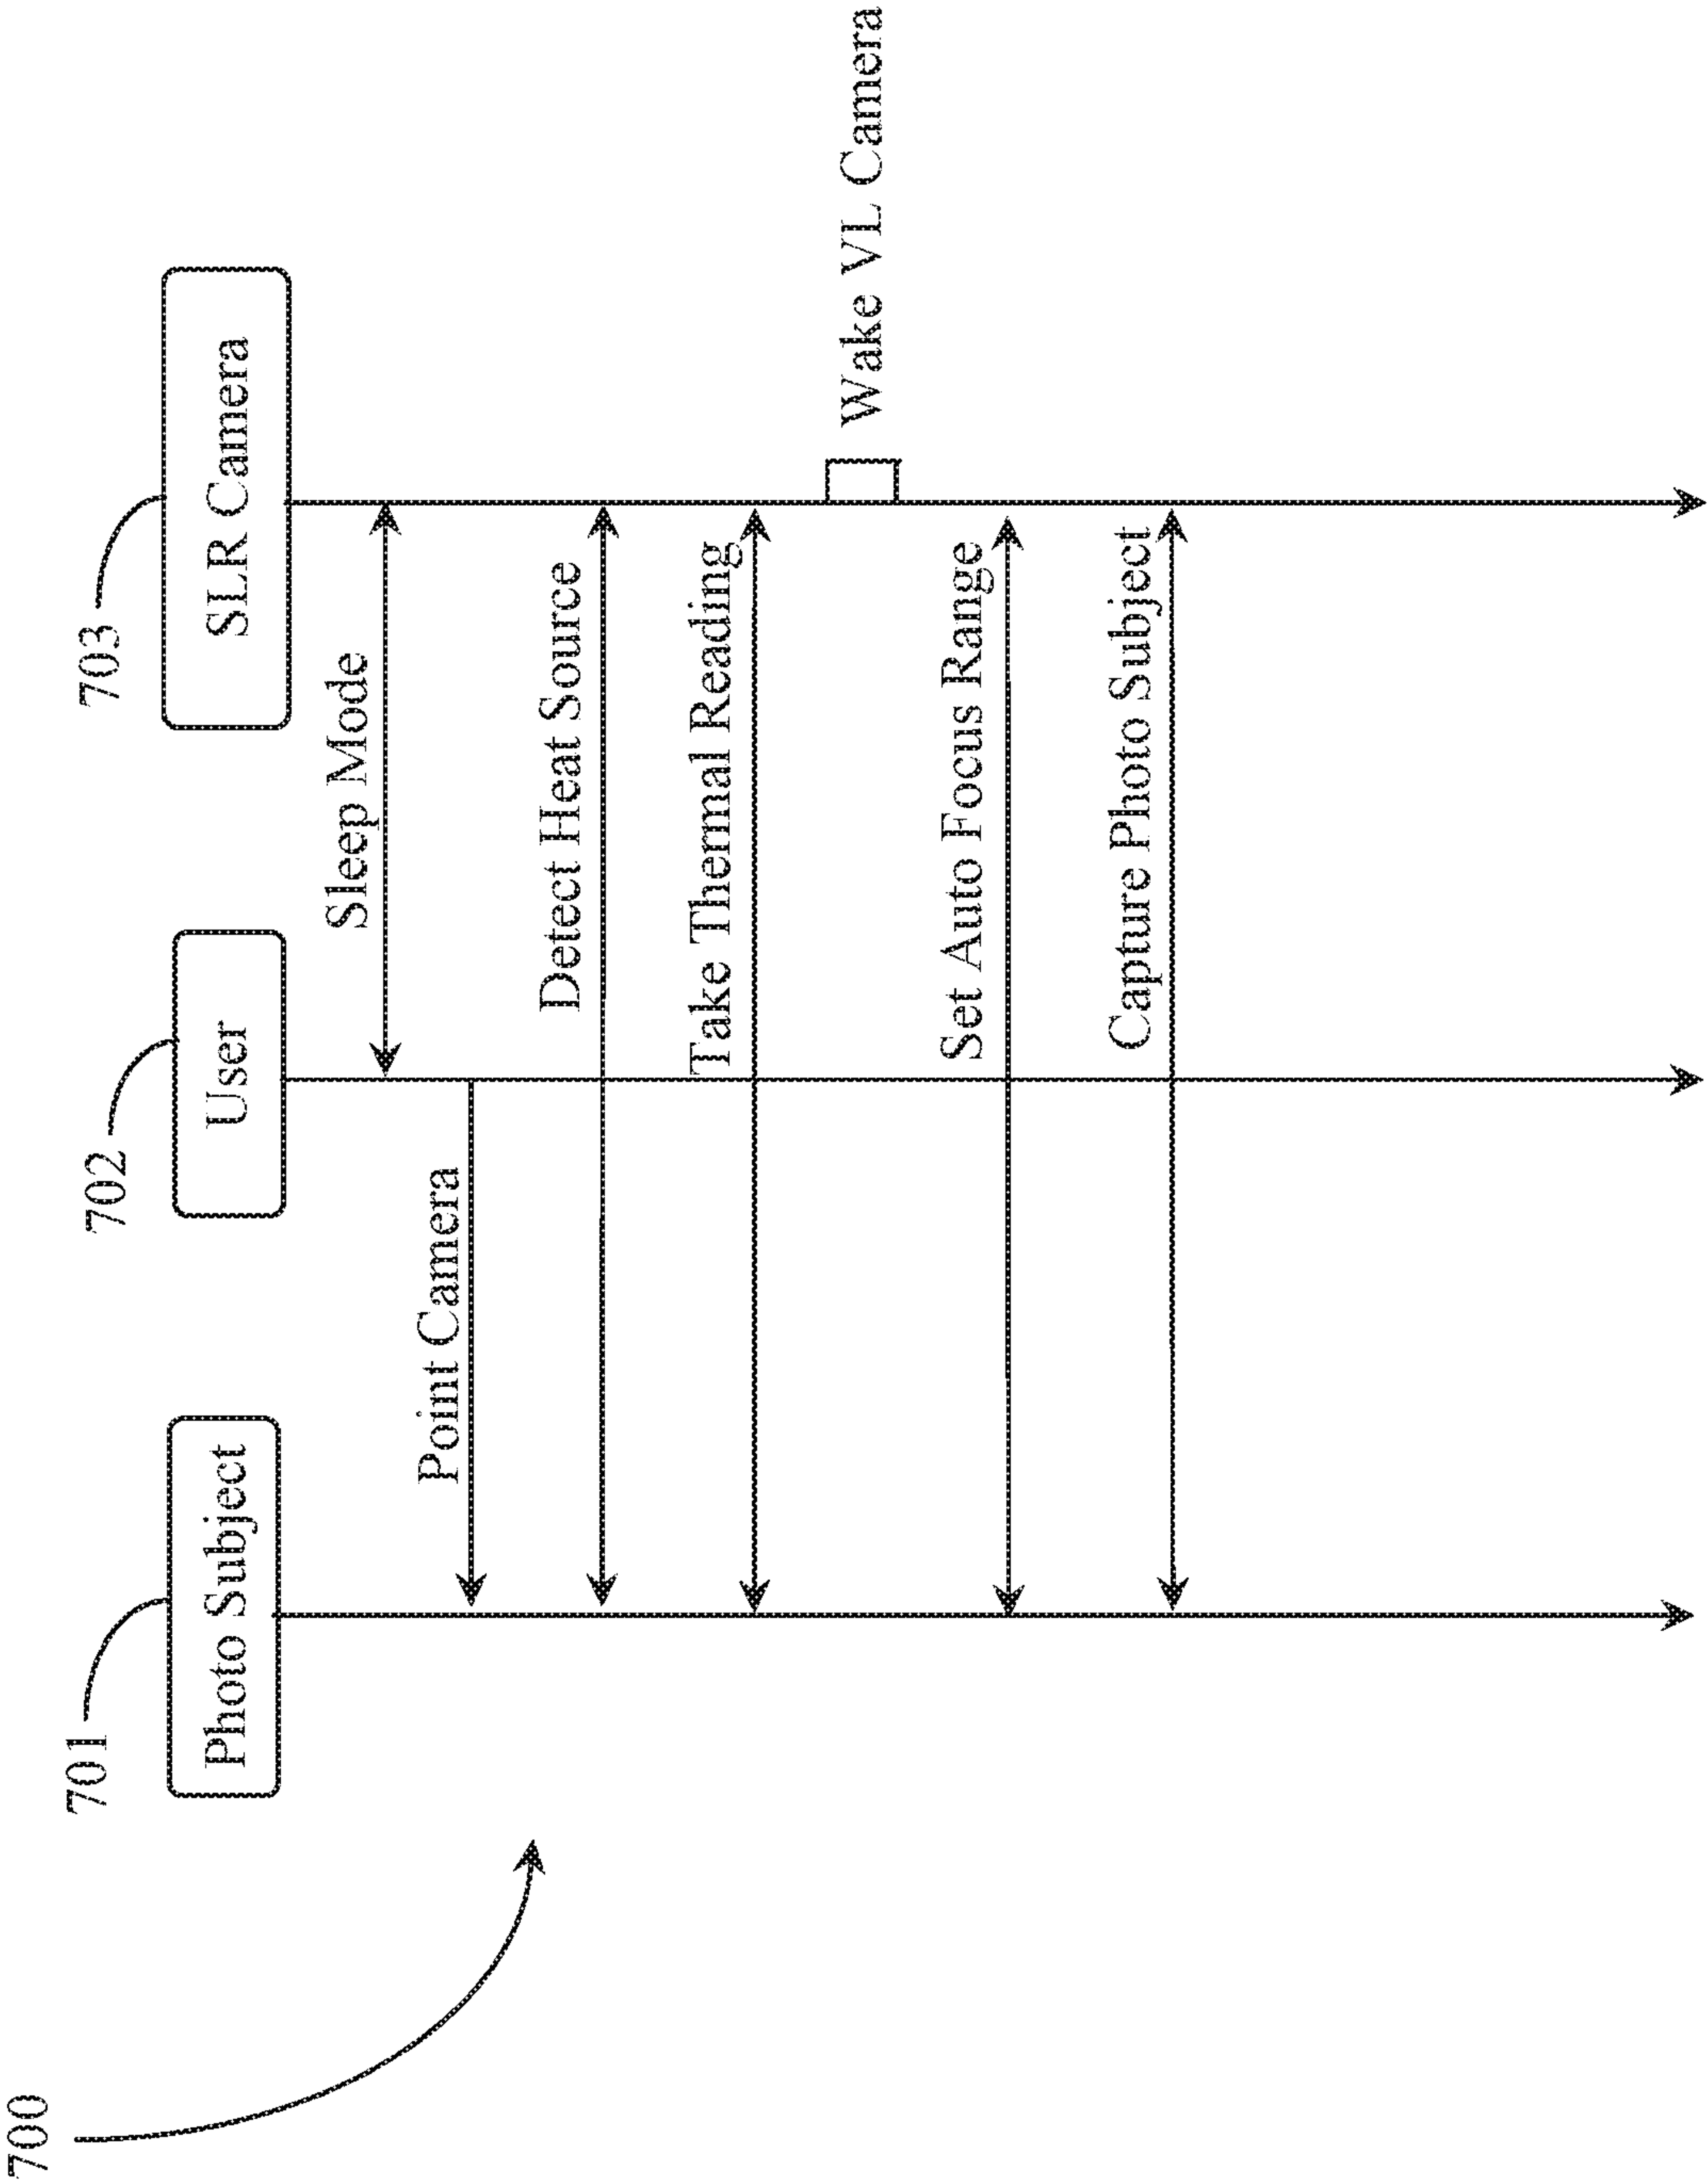 700
701
702
703
Photo Subject
User
SLR Camera
Sleep Mode
Point Camera
Detect Heat Source
Take Thermal Reading
Wake VL Camera
Set Auto Focus Range
Capture Photo Subject